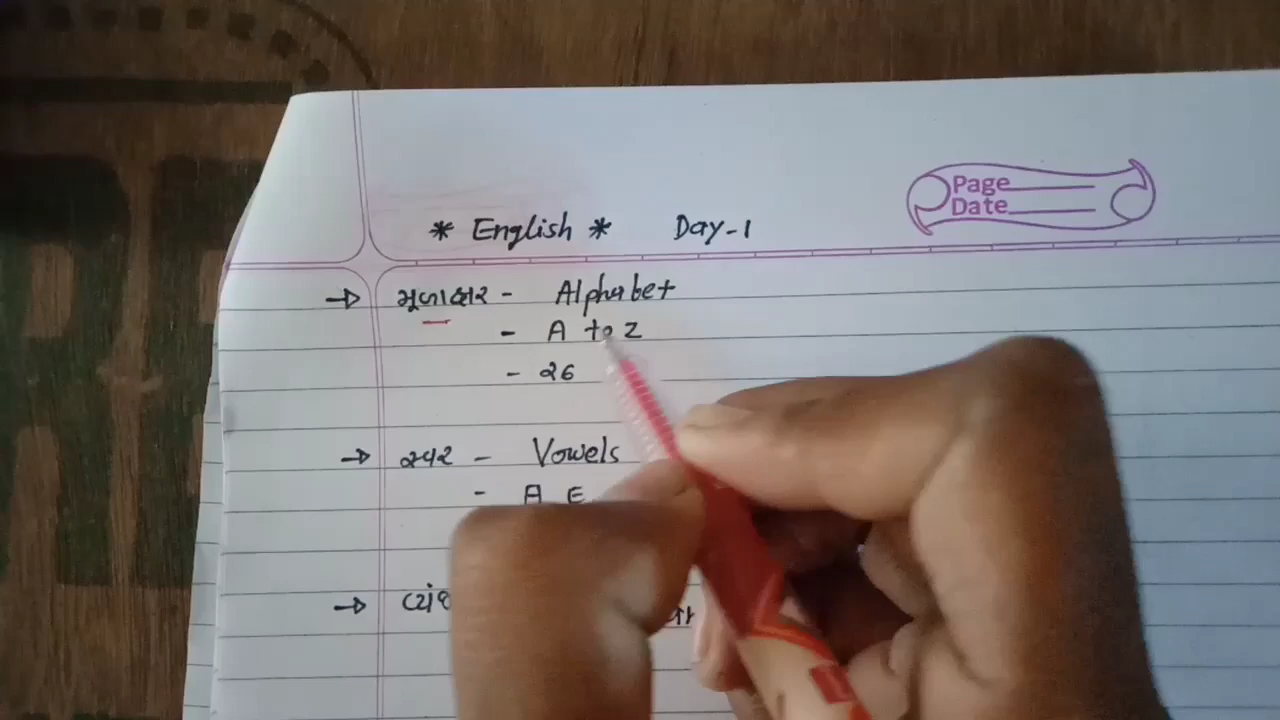 Page
Date
* English * Day-1
→ મૂળાક્ષર - Alphabet
- A to Z
- 26
→ સ્વર - Vowels
- A E
→